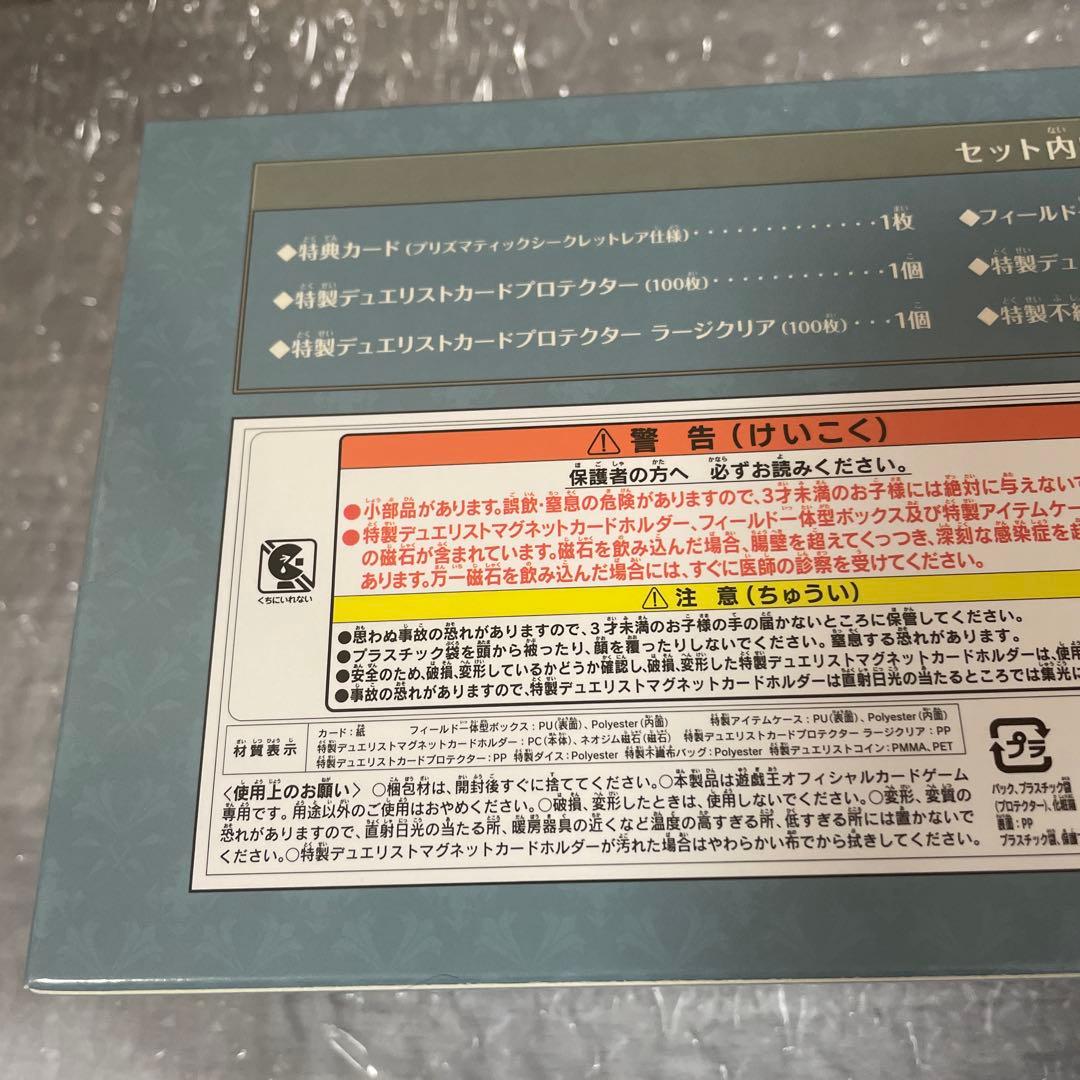 セット内
◆特典カード(プリズマティックシークレットレア仕様)・・・・・・・・・・・・・1枚
◆特製デュエリストカードプロテクター(100枚)・・・・・・・・・・・・1個
◆特製デュエリストカードプロテクター ラージクリア(100枚)・・・1個
◆フィールド
◆特製デュ
◆特製不
⚠警 告(けいこく)
保護者の方へ 必ずお読みください。
●小部品があります。誤飲・窒息の危険がありますので、3才未満のお子様には絶対に与えないで
●特製デュエリストマグネットカードホルダー、フィールド一体型ボックス及び特製アイテムケー
の磁石が含まれています。磁石を飲み込んだ場合、腸壁を超えてくっつき、深刻な感染症を起
あります。万一磁石を飲み込んだ場合には、すぐに医師の診察を受けてください。
くちにいれない
⚠注 意(ちゅうい)
●思わぬ事故の恐れがありますので、3才未満のお子様の手の届かないところに保管してください。
●プラスチック袋を頭から被ったり、顔を覆ったりしないでください。窒息する恐れがあります。
●安全のため、破損、変形しているかどうか確認し、破損、変形した特製デュエリストマグネットカードホルダーは、使用
●事故の恐れがありますので、特製デュエリストマグネットカードホルダーは直射日光の当たるところでは集光に
材質表示
カード:紙 フィールド一体型ボックス:PU(表面)、Polyester(内面) 特製アイテムケース:PU(表面)、Polyester(内面)
特製デュエリストマグネットカードホルダー:PC(本体)、ネオジム磁石(磁石) 特製デュエリストカードプロテクター ラージクリア:PP
特製デュエリストカードプロテクター:PP 特製ダイス:Polyester 特製不織布バッグ:Polyester 特製デュエリストコイン:PMMA, PET
〈使用上のお願い〉○梱包材は、開封後すぐに捨ててください。○本製品は遊戯王オフィシャルカードゲーム
専用です。用途以外のご使用はおやめください。○破損、変形したときは、使用しないでください。○変形、変質の
恐れがありますので、直射日光の当たる所、暖房器具の近くなど温度の高すぎる所、低すぎる所には置かないで
ください。○特製デュエリストマグネットカードホルダーが汚れた場合はやわらかい布でから拭きしてください。
プラ
パック、プラスチック袋
(プロテクター)、化粧箱
表面:PP
プラスチック袋、保護